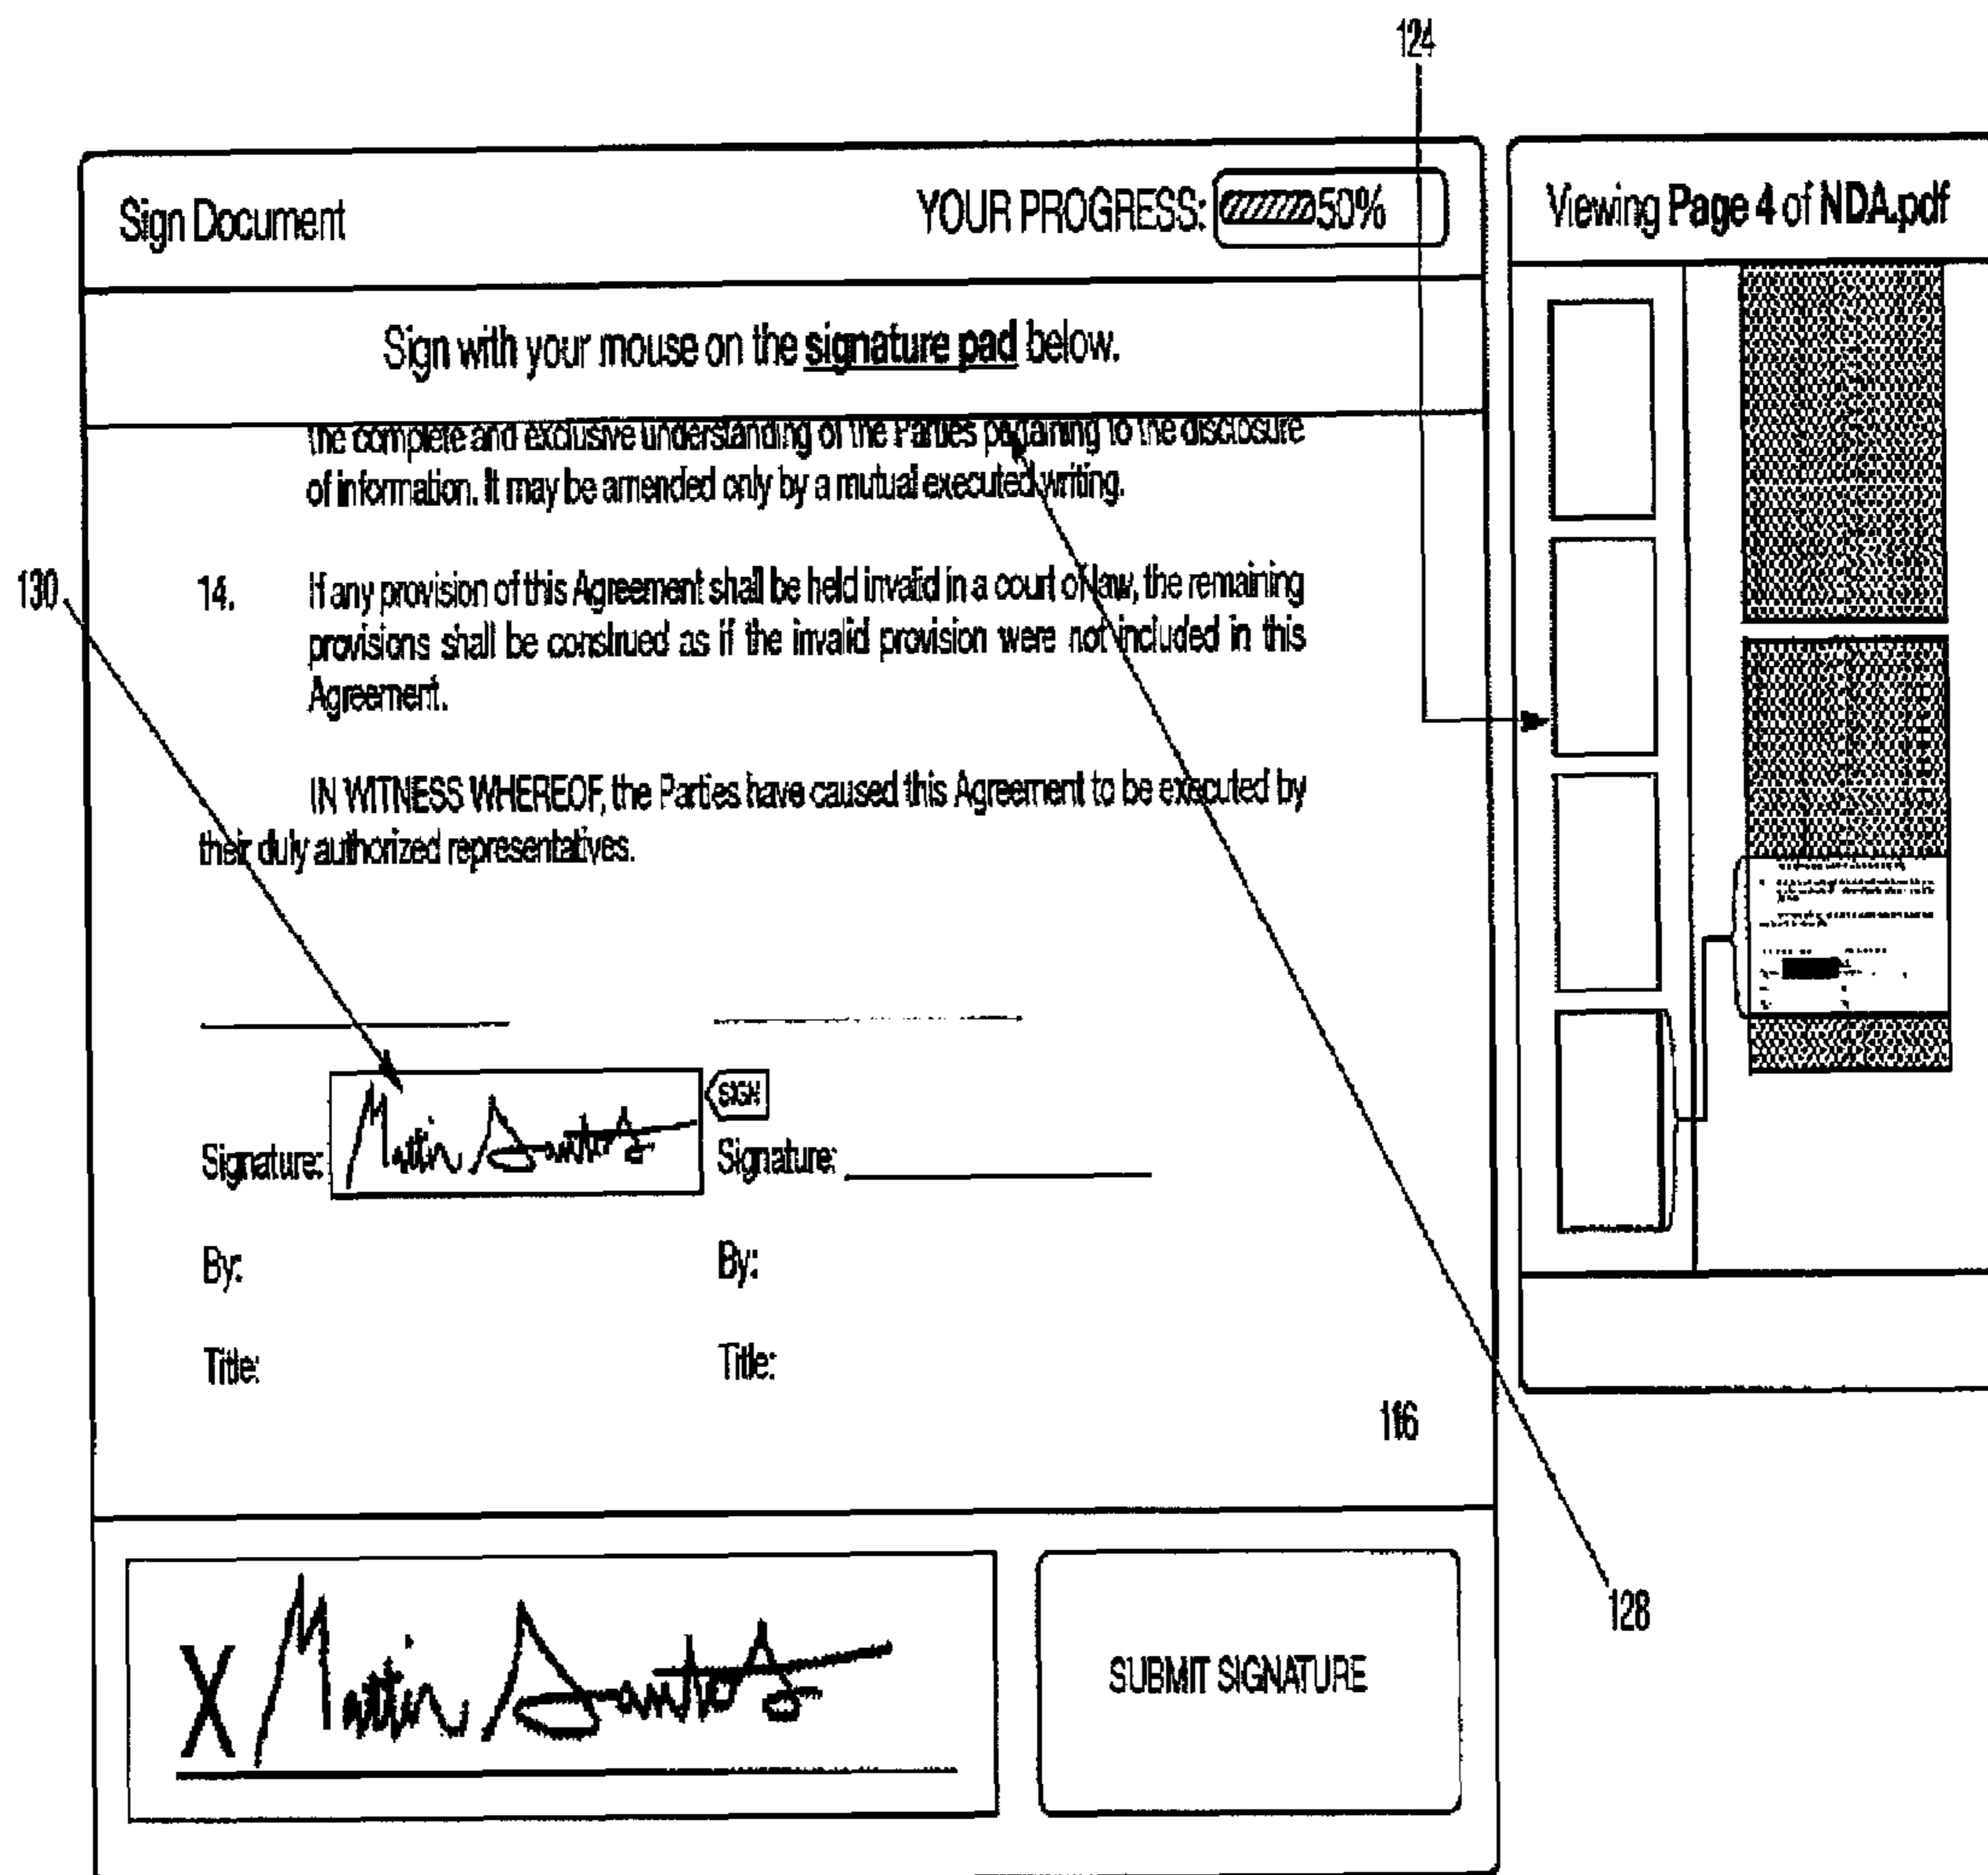 124
Sign Document
YOUR PROGRESS: 50%
Viewing Page 4 of NDA.pdf
Sign with your mouse on the signature pad below.
the complete and exclusive understanding of the Parties pertaining to the disclosure
of information. It may be amended only by a mutual executed writing.
130
14. If any provision of this Agreement shall be held invalid in a court of law, the remaining
provisions shall be construed as if the invalid provision were not included in this
Agreement.
IN WITNESS WHEREOF, the Parties have caused this Agreement to be executed by
their duly authorized representatives.
SIGN
Signature: Martin Santos Signature:
By: By:
Title: Title:
116
128
X Martin Santos
SUBMIT SIGNATURE